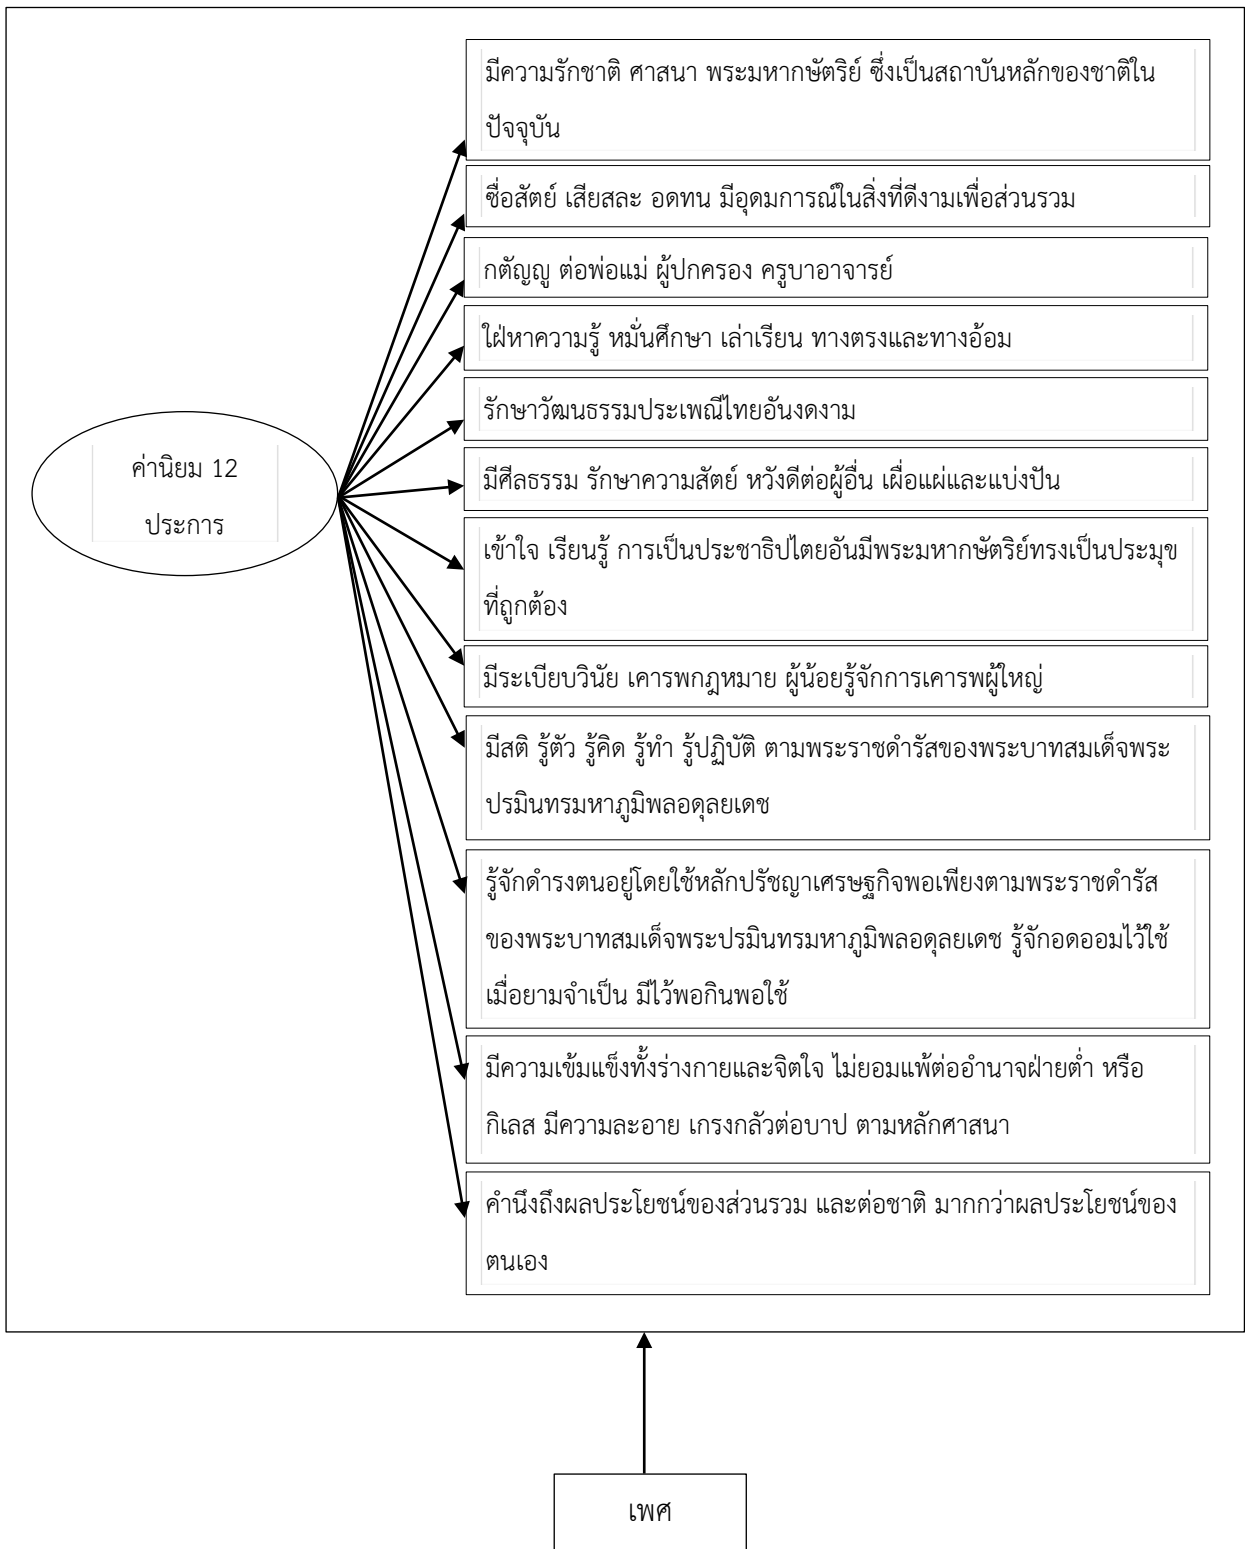 มีความรักชาติ ศาสนา พระมหากษัตริย์ ซึ่งเป็นสถาบันหลักของชาติใน
ปัจจุบัน
ซื่อสัตย์ เสียสละ อดทน มีอุดมการณ์ในสิ่งที่ดีงามเพื่อส่วนรวม
กตัญญู ต่อพ่อแม่ ผู้ปกครอง ครูบาอาจารย์
ใฝ่หาความรู้ หมั่นศึกษา เล่าเรียน ทางตรงและทางอ้อม
รักษาวัฒนธรรมประเพณีไทยอันงดงาม
ค่านิยม 12
ประการ
มีศีลธรรม รักษาความสัตย์ หวังดีต่อผู้อื่น เผื่อแผ่และแบ่งปัน
เข้าใจ เรียนรู้ การเป็นประชาธิปไตยอันมีพระมหากษัตริย์ทรงเป็นประมุข
ที่ถูกต้อง
มีระเบียบวินัย เคารพกฎหมาย ผู้น้อยรู้จักการเคารพผู้ใหญ่
มีสติ รู้ตัว รู้คิด รู้ทำ รู้ปฏิบัติ ตามพระราชดำรัสของพระบาทสมเด็จพระ
ปรมินทรมหาภูมิพลอดุลยเดช
รู้จักดำรงตนอยู่โดยใช้หลักปรัชญาเศรษฐกิจพอเพียงตามพระราชดำรัส
ของพระบาทสมเด็จพระปรมินทรมหาภูมิพลอดุลยเดช รู้จักอดออมไว้ใช้
เมื่อยามจำเป็น มีไว้พอกินพอใช้
มีความเข้มแข็งทั้งร่างกายและจิตใจ ไม่ยอมแพ้ต่ออำนาจฝ่ายต่ำ หรือ
กิเลส มีความละอาย เกรงกลัวต่อบาป ตามหลักศาสนา
คำนึงถึงผลประโยชน์ของส่วนรวม และต่อชาติ มากกว่าผลประโยชน์ของ
ตนเอง
เพศ